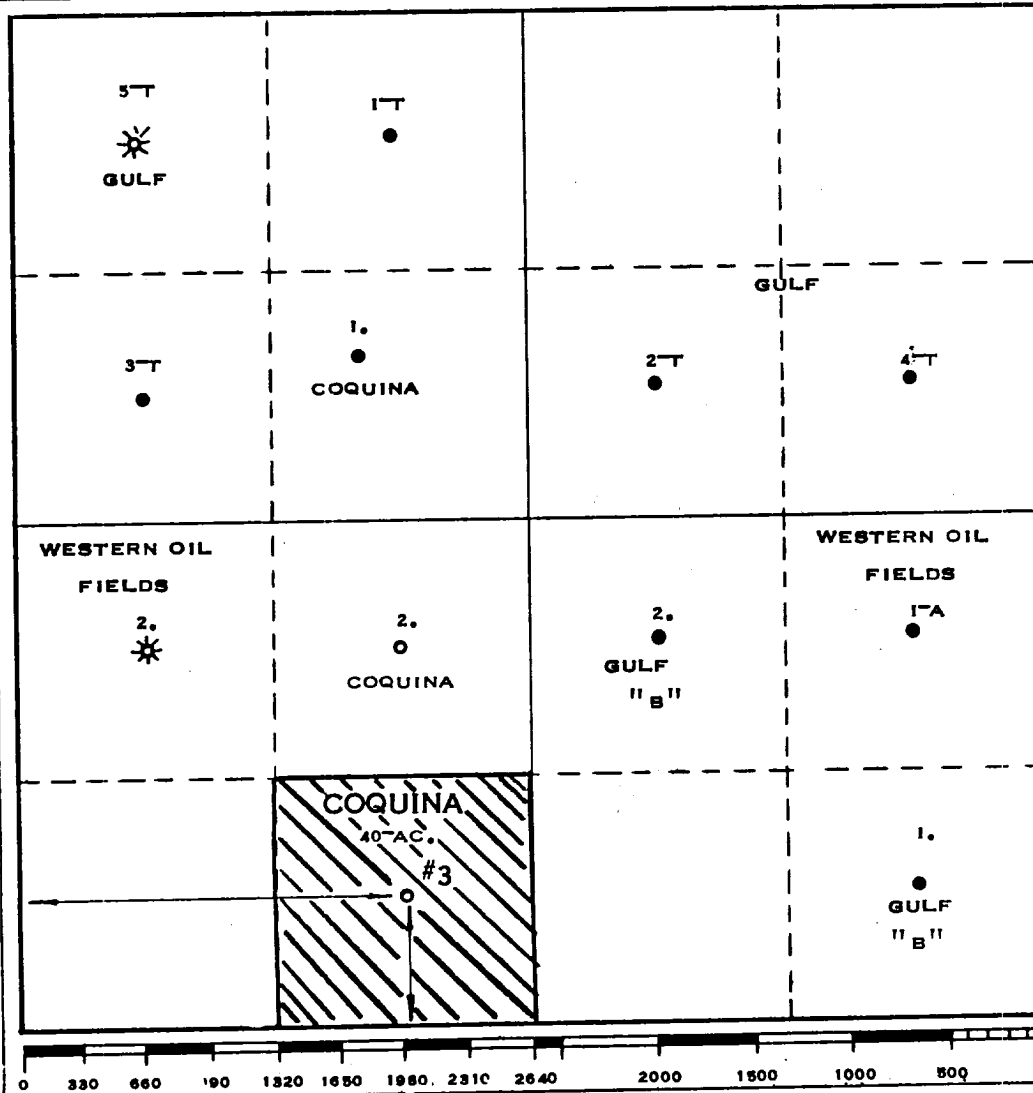 5-T
1-T
GULF
GULF
1.
3-T
COQUINA
2-T
4-T
WESTERN OIL
FIELDS
2.
2.
COQUINA
2.
GULF
"B"
WESTERN OIL
FIELDS
1-A
COQUINA
40-AC.
#3
1.
GULF
"B"
0 330 660 190 1320 1650 1980. 2310 2640 2000 1500 1000 500